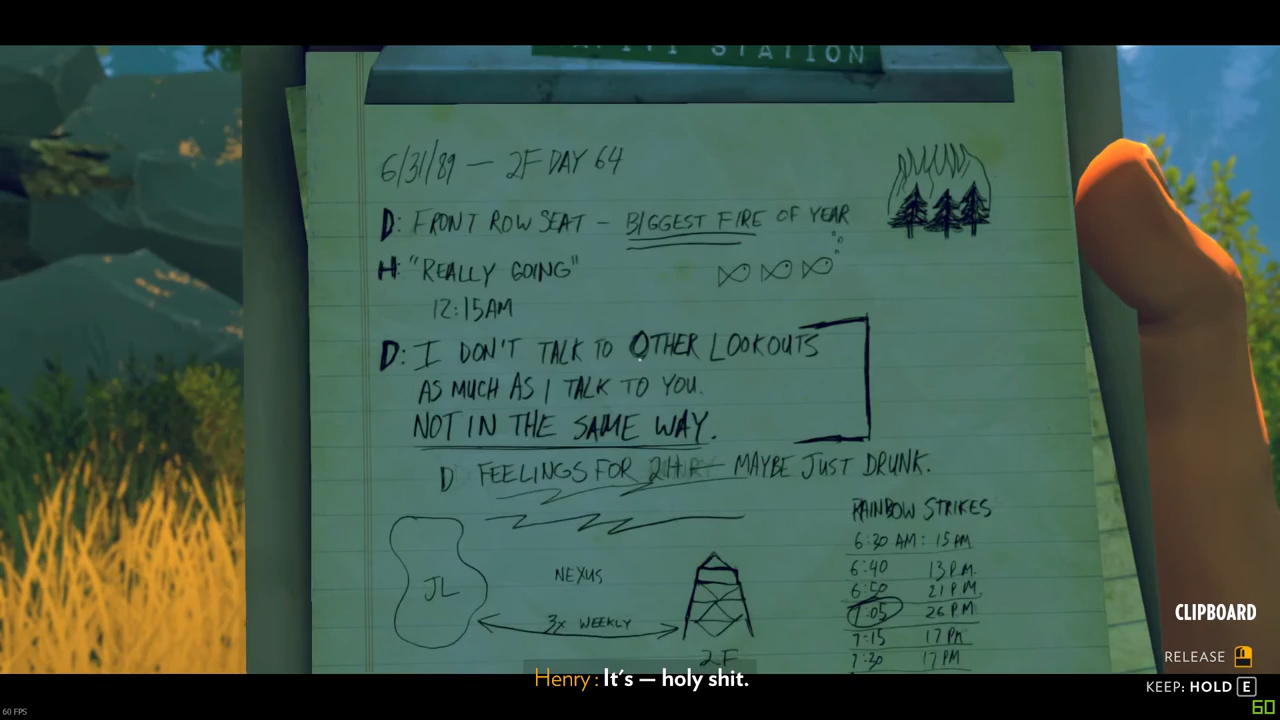 STATION
6/31/89 — 2F DAY 64
D: FRONT ROW SEAT – BIGGEST FIRE OF YEAR
H: "REALLY GOING"
12:15AM
D: I DON'T TALK TO OTHER LOOKOUTS
AS MUCH AS I TALK TO YOU.
NOT IN THE SAME WAY.
D FEELINGS FOR MAYBE JUST DRUNK.
RAINBOW STRIKES
6:30 AM: 15 PM
6:40 13 P.M.
6:50 21 P M
7:05 26 P M
7:15 17 PM
7:30 17 PM
JL
NEXUS
3x WEEKLY
2F
CLIPBOARD
RELEASE
KEEP: HOLD E
Henry : It's — holy shit.
60 FPS
60